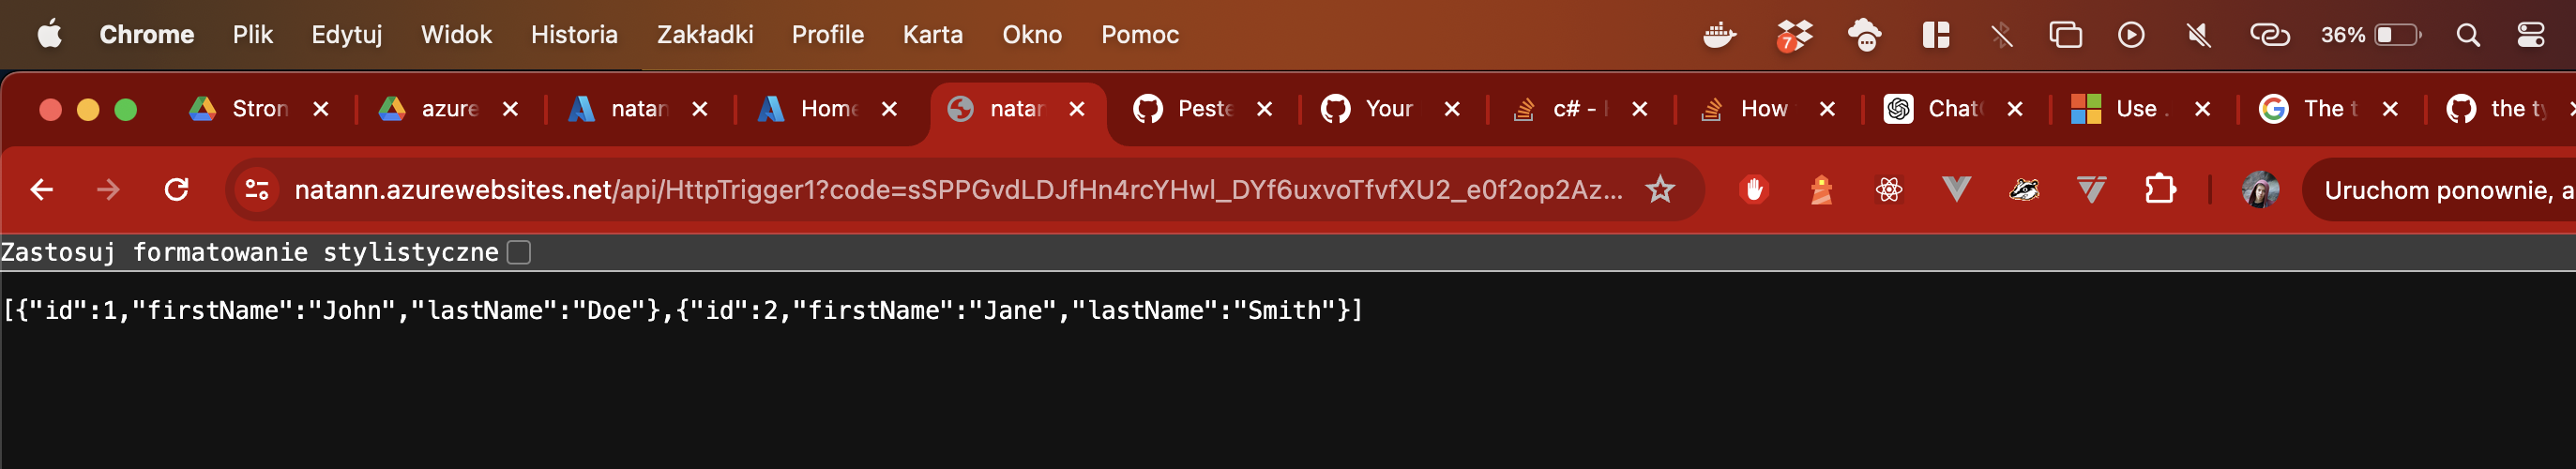 Chrome Plik Edytuj Widok Historia Zakładki Profile Karta Okno Pomoc 7 36%
Stron azure natan Home natan Peste Your c# - How Chat Use . The t the ty
natann.azurewebsites.net/api/HttpTrigger1?code=sSPPGvdLDJfHn4rcYHwl_DYf6uxvoTfvfXU2_e0f2op2Az... Uruchom ponownie, a
Zastosuj formatowanie stylistyczne
[{"id":1,"firstName":"John","lastName":"Doe"},{"id":2,"firstName":"Jane","lastName":"Smith"}]